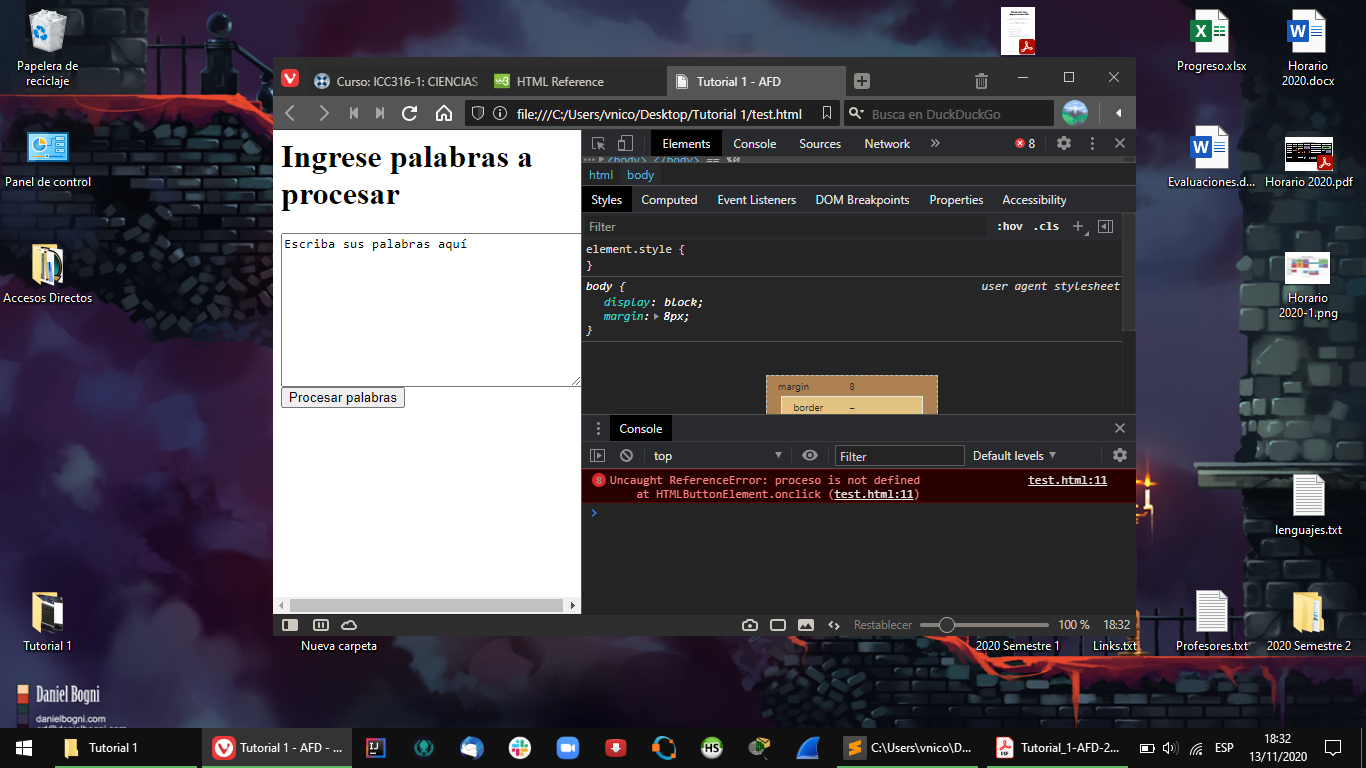 Papelera de
reciclaje
Panel de control
Accesos Directos
Tutorial 1
Daniel Bogni
danielbogni.com
Nueva carpeta
Progreso.xlsx
Horario
2020.docx
Evaluaciones.d...
Horario 2020.pdf
Horario
2020-1.png
lenguajes.txt
2020 Semestre 1
Links.txt
Profesores.txt
2020 Semestre 2
Curso: ICC316-1: CIENCIAS
HTML Reference
Tutorial 1 - AFD
file:///C:/Users/vnico/Desktop/Tutorial 1/test.html
Busca en DuckDuckGo
Ingrese palabras a
procesar
Escriba sus palabras aquí
Procesar palabras
Elements Console Sources Network » 8
··· <body> </body> == $0
html body
Styles Computed Event Listeners DOM Breakpoints Properties Accessibility
Filter :hov .cls +
element.style {
}
body { user agent stylesheet
display: block;
margin: 8px;
}
margin 8
border –
Console
top Filter Default levels
8 Uncaught ReferenceError: proceso is not defined test.html:11
at HTMLButtonElement.onclick (test.html:11)
>
Restablecer 100 % 18:32
Tutorial 1
Tutorial 1 - AFD - ...
IJ
HS
C:\Users\vnico\D...
Tutorial_1-AFD-2...
ESP
18:32
13/11/2020